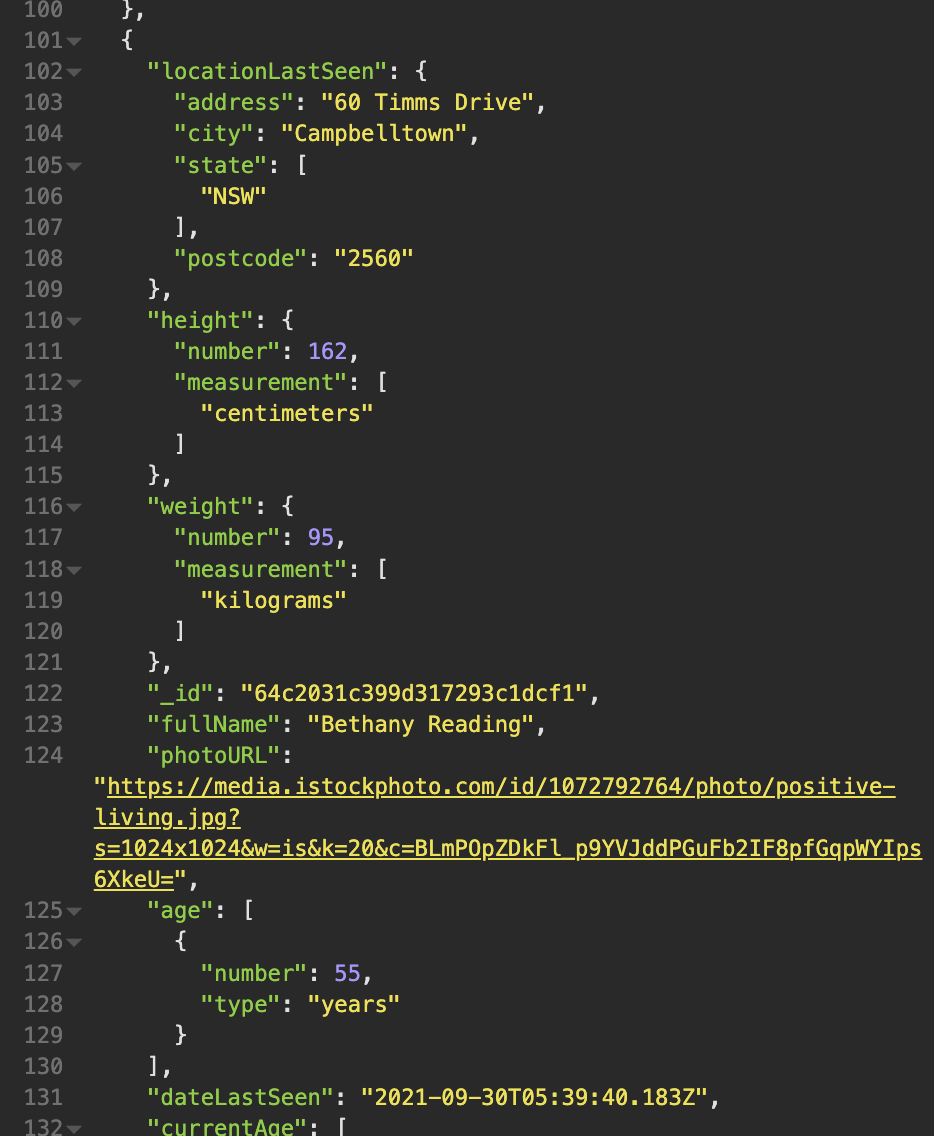 100 },
101 {
102 "locationLastSeen": {
103 "address": "60 Timms Drive",
104 "city": "Campbelltown",
105 "state": [
106 "NSW"
107 ],
108 "postcode": "2560"
109 },
110 "height": {
111 "number": 162,
112 "measurement": [
113 "centimeters"
114 ]
115 },
116 "weight": {
117 "number": 95,
118 "measurement": [
119 "kilograms"
120 ]
121 },
122 "_id": "64c2031c399d317293c1dcf1",
123 "fullName": "Bethany Reading",
124 "photoURL":
"https://media.istockphoto.com/id/1072792764/photo/positive-
living.jpg?
s=1024x1024&w=is&k=20&c=BLmPOpZDkFl_p9YVJddPGuFb2IF8pfGqpWYIps
6XkeU=",
125 "age": [
126 {
127 "number": 55,
128 "type": "years"
129 }
130 ],
131 "dateLastSeen": "2021-09-30T05:39:40.183Z",
132 "currentAge": [